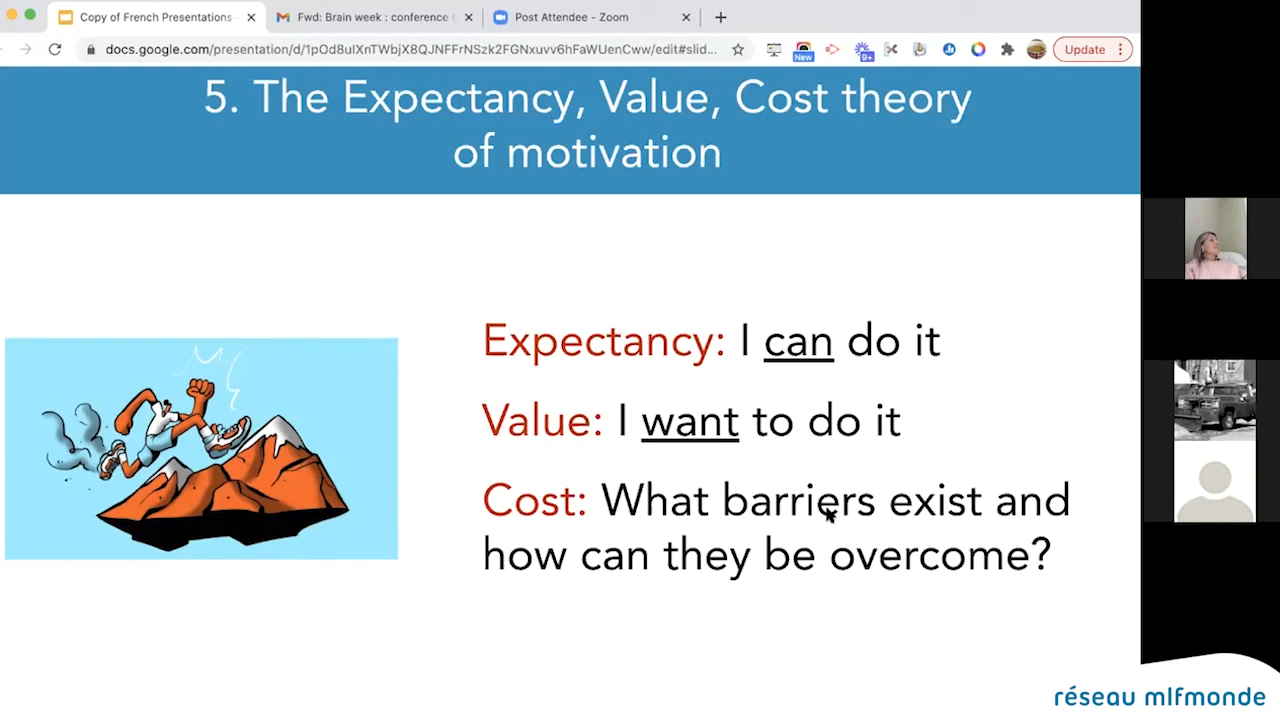 Copy of French Presentations -
Fwd: Brain week : conference
Post Attendee - Zoom
docs.google.com/presentation/d/1pOd8uIXnTWbjX8QJNFFrNSzk2FGNxuvv6hFaWUenCww/edit#slid...
New
9+
Update
5. The Expectancy, Value, Cost theory
of motivation
Expectancy: I can do it
Value: I want to do it
Cost: What barriers exist and
how can they be overcome?
réseau mlfmonde